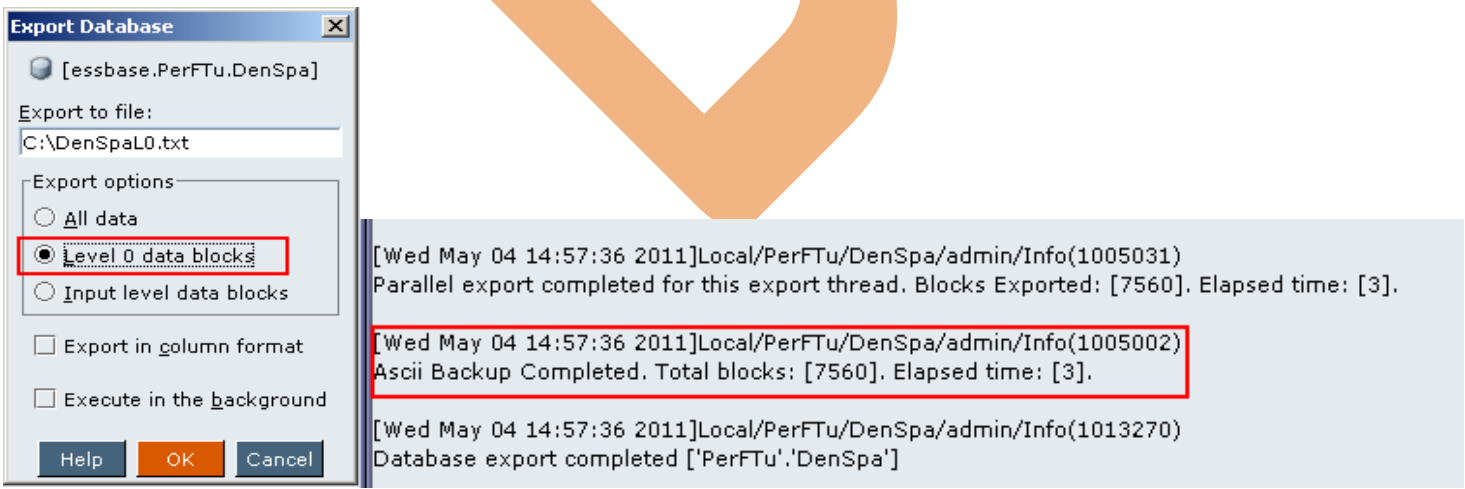 Export Database
[essbase.PerFTu.DenSpa]
Export to file:
C:\DenSpaL0.txt
Export options
All data
Level 0 data blocks
Input level data blocks
Export in column format
Execute in the background
Help OK Cancel
[Wed May 04 14:57:36 2011]Local/PerFTu/DenSpa/admin/Info(1005031)
Parallel export completed for this export thread. Blocks Exported: [7560]. Elapsed time: [3].
[Wed May 04 14:57:36 2011]Local/PerFTu/DenSpa/admin/Info(1005002)
Ascii Backup Completed. Total blocks: [7560]. Elapsed time: [3].
[Wed May 04 14:57:36 2011]Local/PerFTu/DenSpa/admin/Info(1013270)
Database export completed ['PerFTu'.'DenSpa']